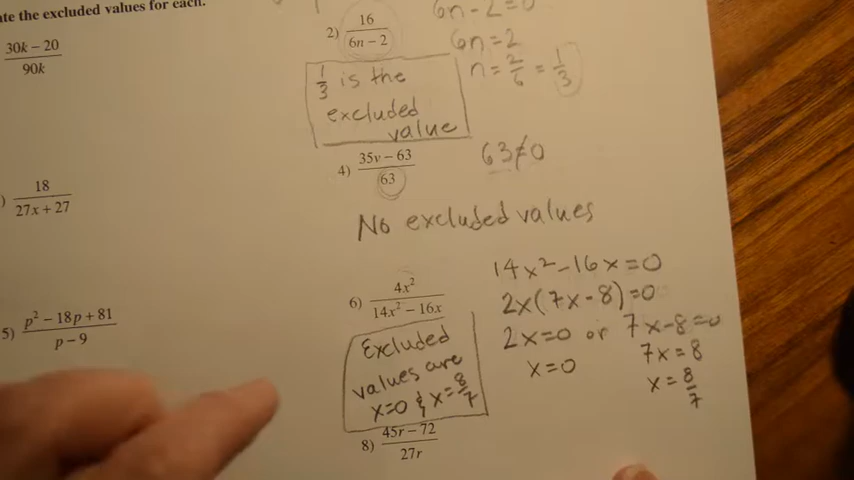 ate the excluded values for each.
30k − 20
90k
2) 16
6n − 2
6n − 2 = 0
6n = 2
n = 2/6 = 1/3
1/3 is the
excluded
value
) 18
27x + 27
4) 35v − 63
63
63 ≠ 0
No excluded values
5) p² − 18p + 81
p − 9
6) 4x²
14x² − 16x
14x² − 16x = 0
2x(7x − 8) = 0
2x = 0 or 7x − 8 = 0
x = 0
7x = 8
x = 8/7
Excluded
values are
x=0 & x = 8/7
8) 45r − 72
27r